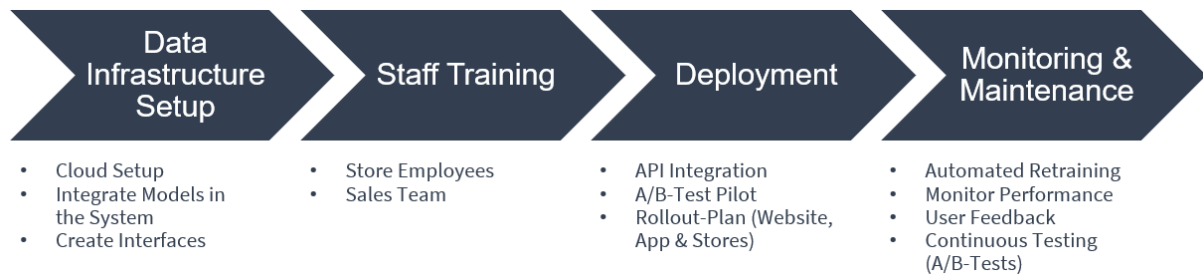 Data
Infrastructure
Setup
Staff Training
Deployment
Monitoring &
Maintenance
• Cloud Setup
• Integrate Models in
the System
• Create Interfaces
• Store Employees
• Sales Team
• API Integration
• A/B-Test Pilot
• Rollout-Plan (Website,
App & Stores)
• Automated Retraining
• Monitor Performance
• User Feedback
• Continuous Testing
(A/B-Tests)